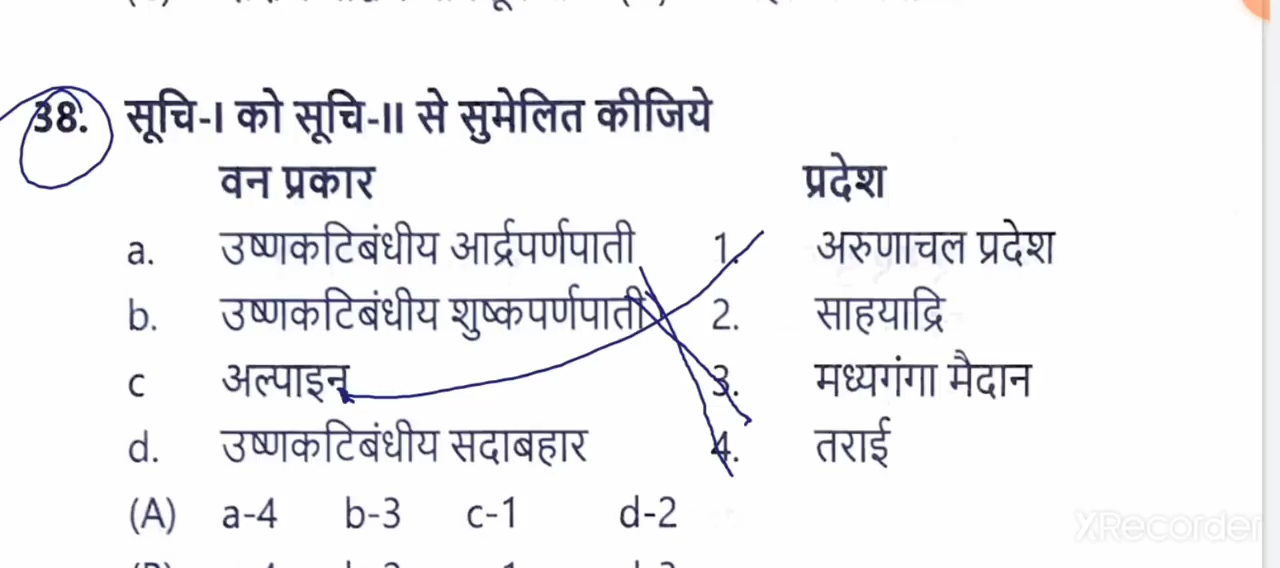 38. सूचि-I को सूचि-II से सुमेलित कीजिये
वन प्रकार प्रदेश
a. उष्णकटिबंधीय आर्द्रपर्णपाती 1. अरुणाचल प्रदेश
b. उष्णकटिबंधीय शुष्कपर्णपाती 2. साहयाद्रि
c अल्पाइन 3. मध्यगंगा मैदान
d. उष्णकटिबंधीय सदाबहार 4. तराई
(A) a-4 b-3 c-1 d-2
XRecorder